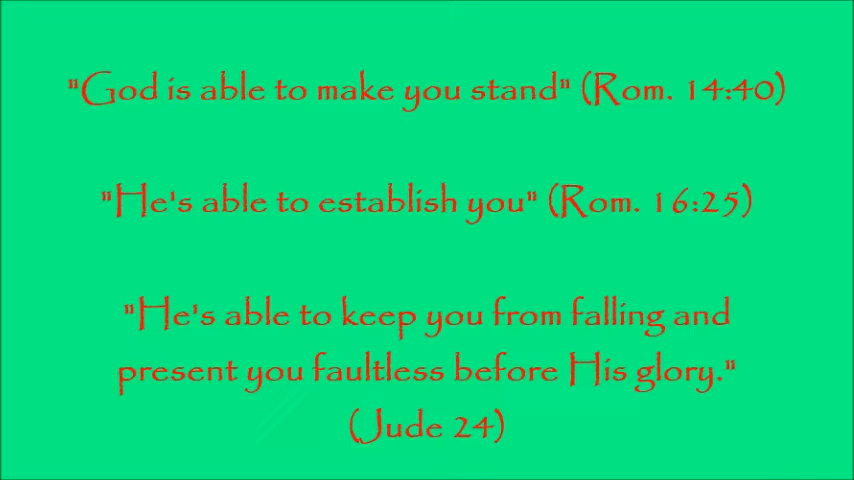 "God is able to make you stand" (Rom. 14:40)
"He's able to establish you" (Rom. 16:25)
"He's able to keep you from falling and
present you faultless before His glory."
(Jude 24)